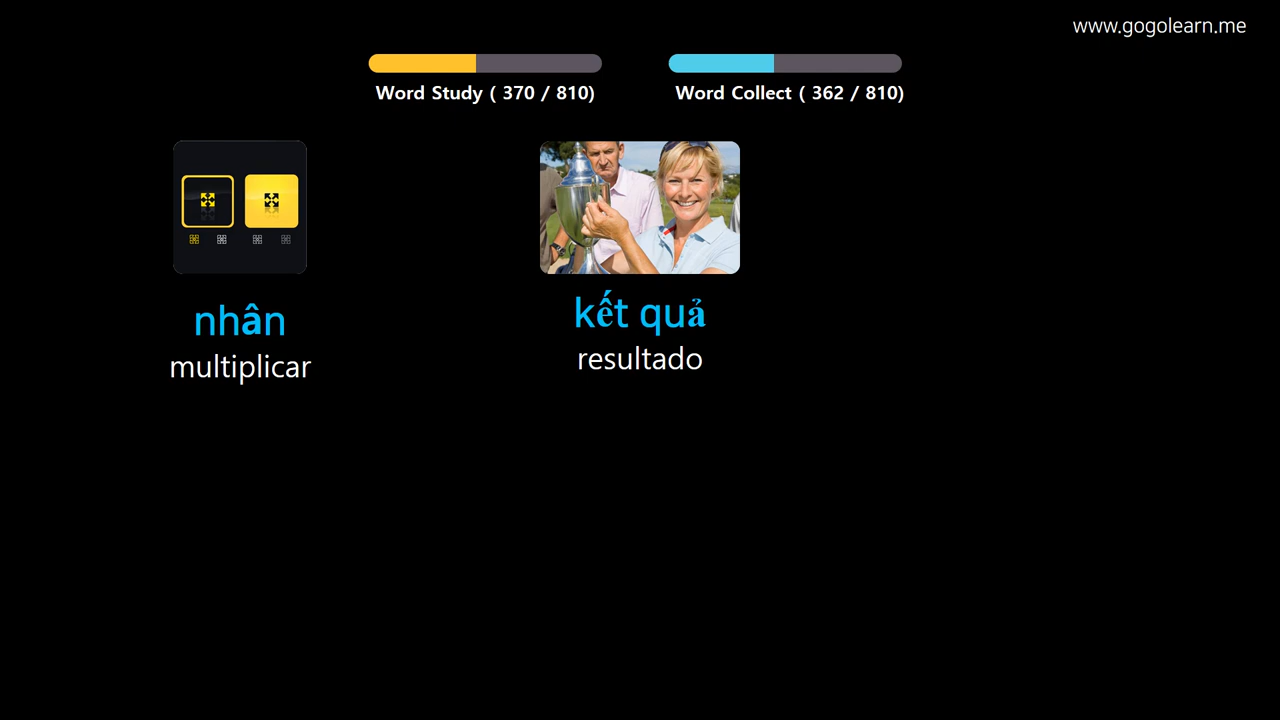 www.gogolearn.me
Word Study ( 370 / 810)
Word Collect ( 362 / 810)
nhân
multiplicar
kết quả
resultado